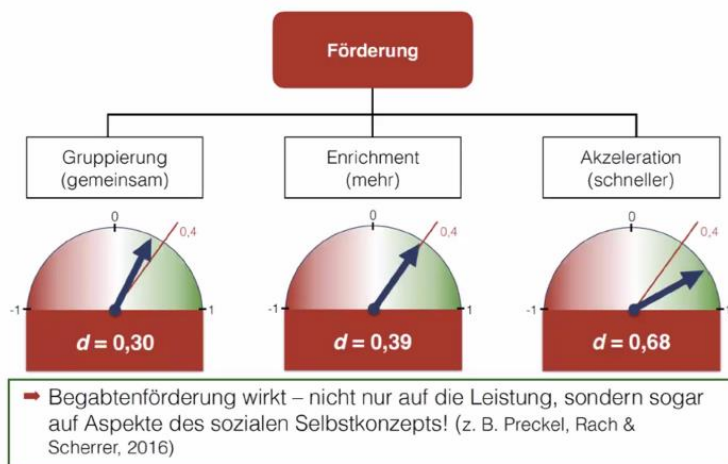 Förderung
Gruppierung
(gemeinsam)
Enrichment
(mehr)
Akzeleration
(schneller)
0
0,4
-1
1
d = 0,30
0
0,4
-1
1
d = 0,39
0
0,4
-1
1
d = 0,68
➡ Begabtenförderung wirkt – nicht nur auf die Leistung, sondern sogar
auf Aspekte des sozialen Selbstkonzepts! (z. B. Preckel, Rach &
Scherrer, 2016)